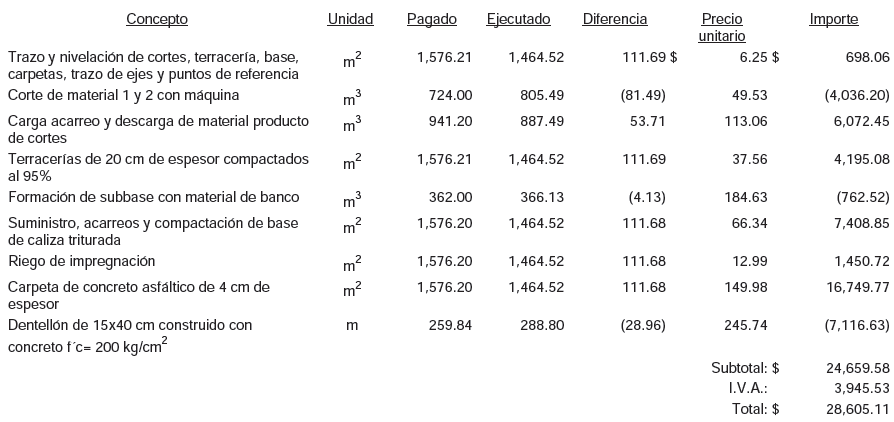 Concepto Unidad Pagado Ejecutado Diferencia Precio unitario Importe
Trazo y nivelación de cortes, terracería, base, m² 1,576.21 1,464.52 111.69 $ 6.25 $ 698.06
carpetas, trazo de ejes y puntos de referencia
Corte de material 1 y 2 con máquina m³ 724.00 805.49 (81.49) 49.53 (4,036.20)
Carga acarreo y descarga de material producto m³ 941.20 887.49 53.71 113.06 6,072.45
de cortes
Terracerías de 20 cm de espesor compactados m² 1,576.21 1,464.52 111.69 37.56 4,195.08
al 95%
Formación de subbase con material de banco m³ 362.00 366.13 (4.13) 184.63 (762.52)
Suministro, acarreos y compactación de base m² 1,576.20 1,464.52 111.68 66.34 7,408.85
de caliza triturada
Riego de impregnación m² 1,576.20 1,464.52 111.68 12.99 1,450.72
Carpeta de concreto asfáltico de 4 cm de m² 1,576.20 1,464.52 111.68 149.98 16,749.77
espesor
Dentellón de 15x40 cm construido con m 259.84 288.80 (28.96) 245.74 (7,116.63)
concreto f´c= 200 kg/cm²
Subtotal: $ 24,659.58
I.V.A.: 3,945.53
Total: $ 28,605.11